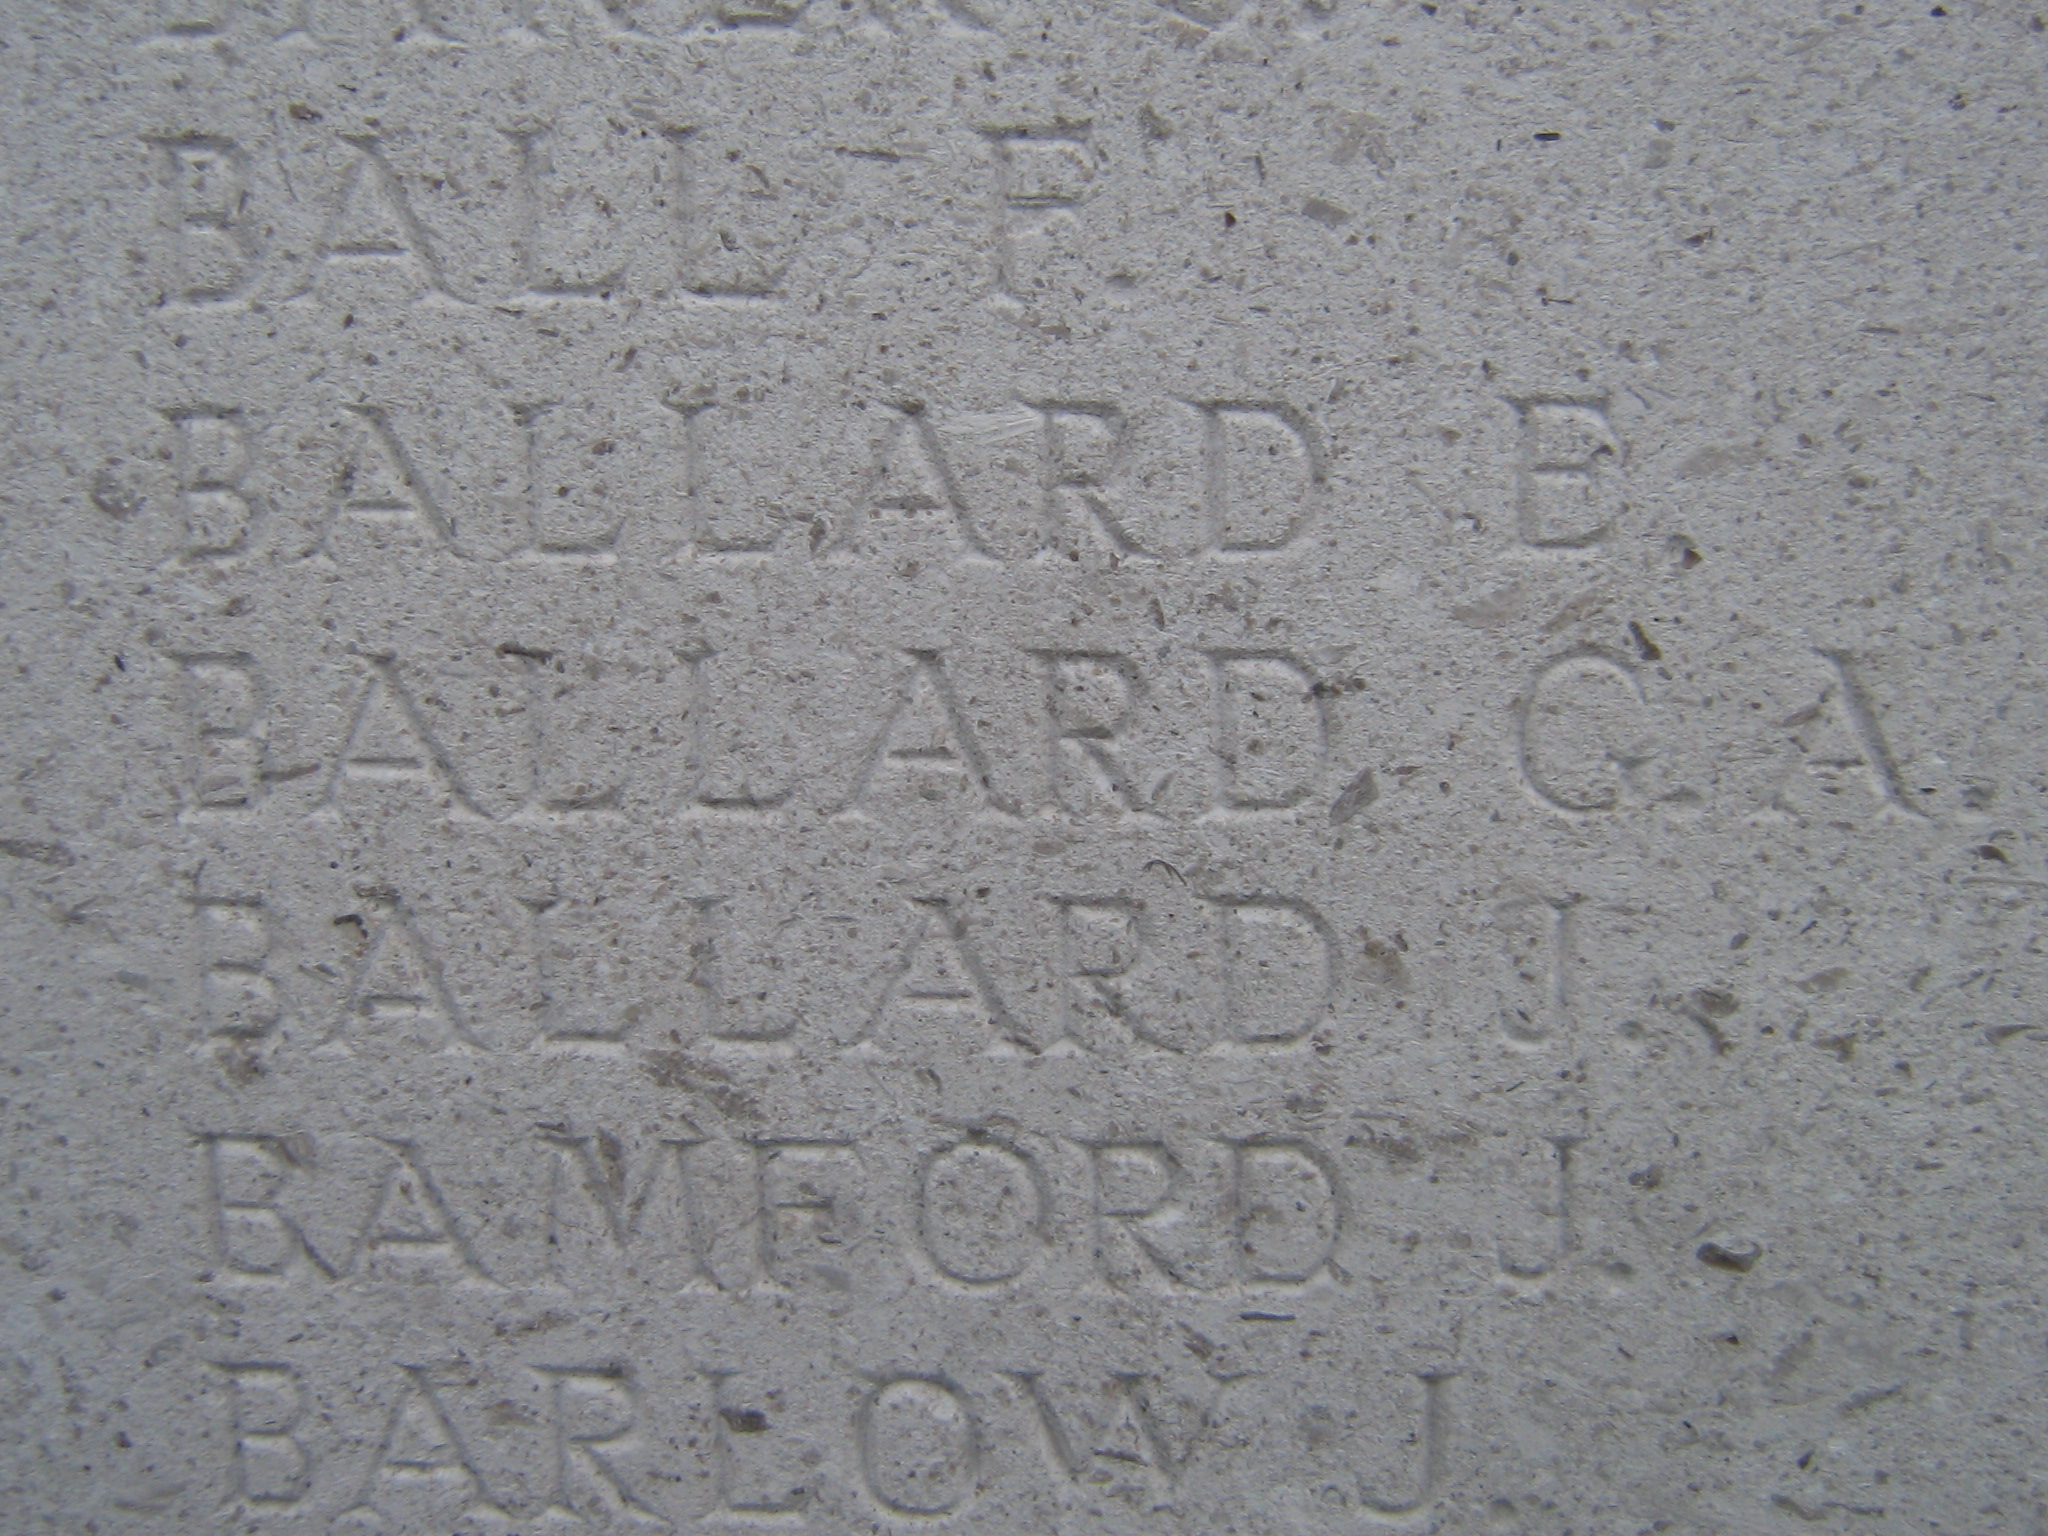 BALL F.
BALLARD E.
BALLARD G. A.
BALLARD J.
BAMFORD J.
BARLOW J.